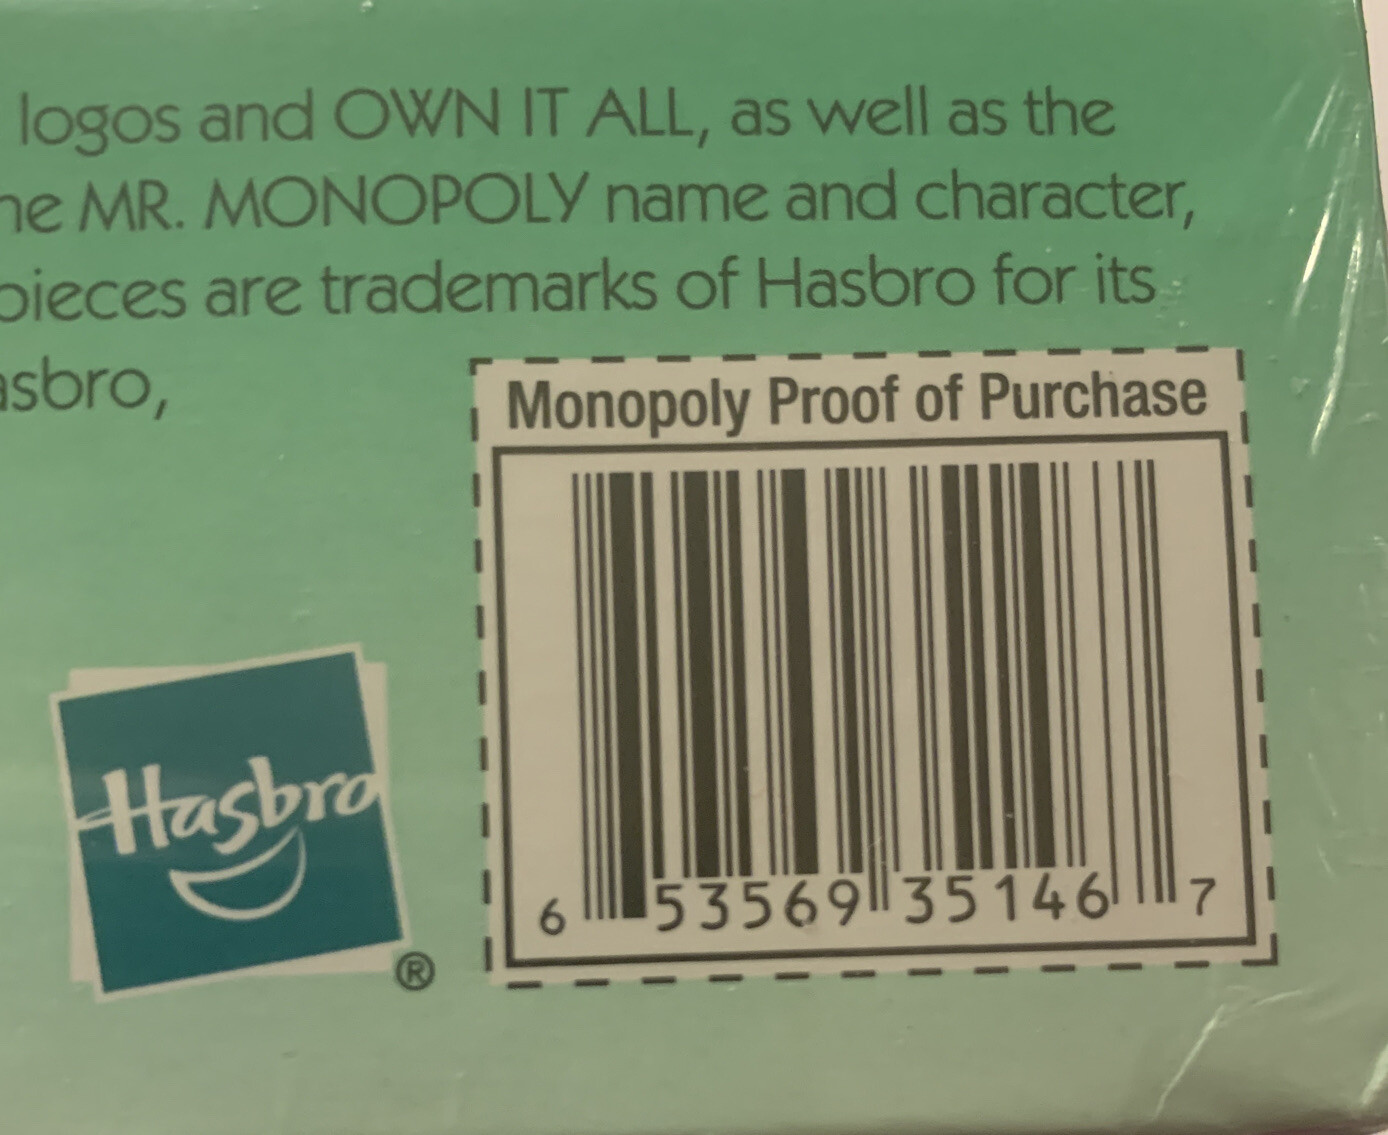 logos and OWN IT ALL, as well as the
MR. MONOPOLY name and character,
pieces are trademarks of Hasbro for its
Monopoly Proof of Purchase
Hasbro
®
6 53569 35146 7